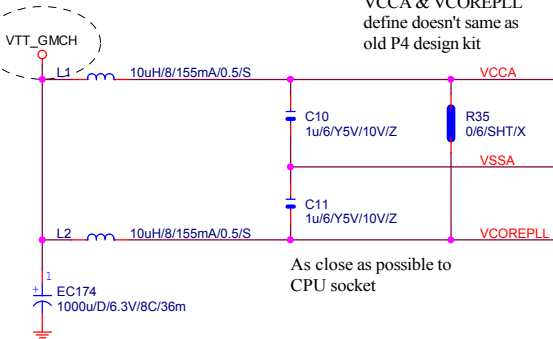 VCCA & VCOREPLL
define doesn't same as
old P4 design kit
VTT_GMCH
L1 10uH/8/155mA/0.5/S VCCA
C10
1u/6/Y5V/10V/Z
R35
0/6/SHT/X
VSSA
C11
1u/6/Y5V/10V/Z
L2 10uH/8/155mA/0.5/S VCOREPLL
As close as possible to
CPU socket
1
+
EC174
1000u/D/6.3V/8C/36m